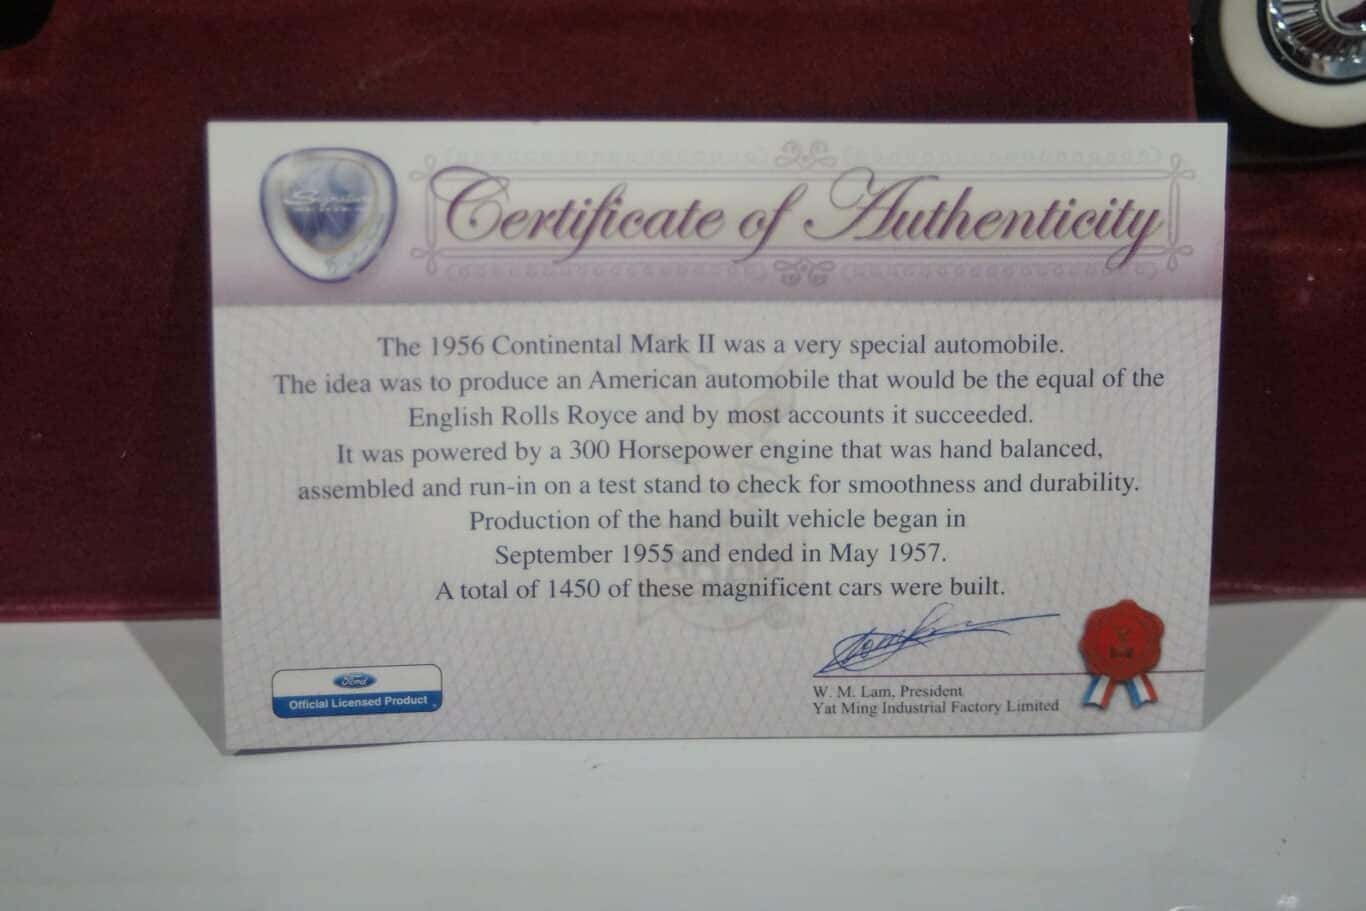 Signature
Certificate of Authenticity
The 1956 Continental Mark II was a very special automobile.
The idea was to produce an American automobile that would be the equal of the
English Rolls Royce and by most accounts it succeeded.
It was powered by a 300 Horsepower engine that was hand balanced,
assembled and run-in on a test stand to check for smoothness and durability.
Production of the hand built vehicle began in
September 1955 and ended in May 1957.
A total of 1450 of these magnificent cars were built.
Ford
Official Licensed Product
W. M. Lam, President
Yat Ming Industrial Factory Limited